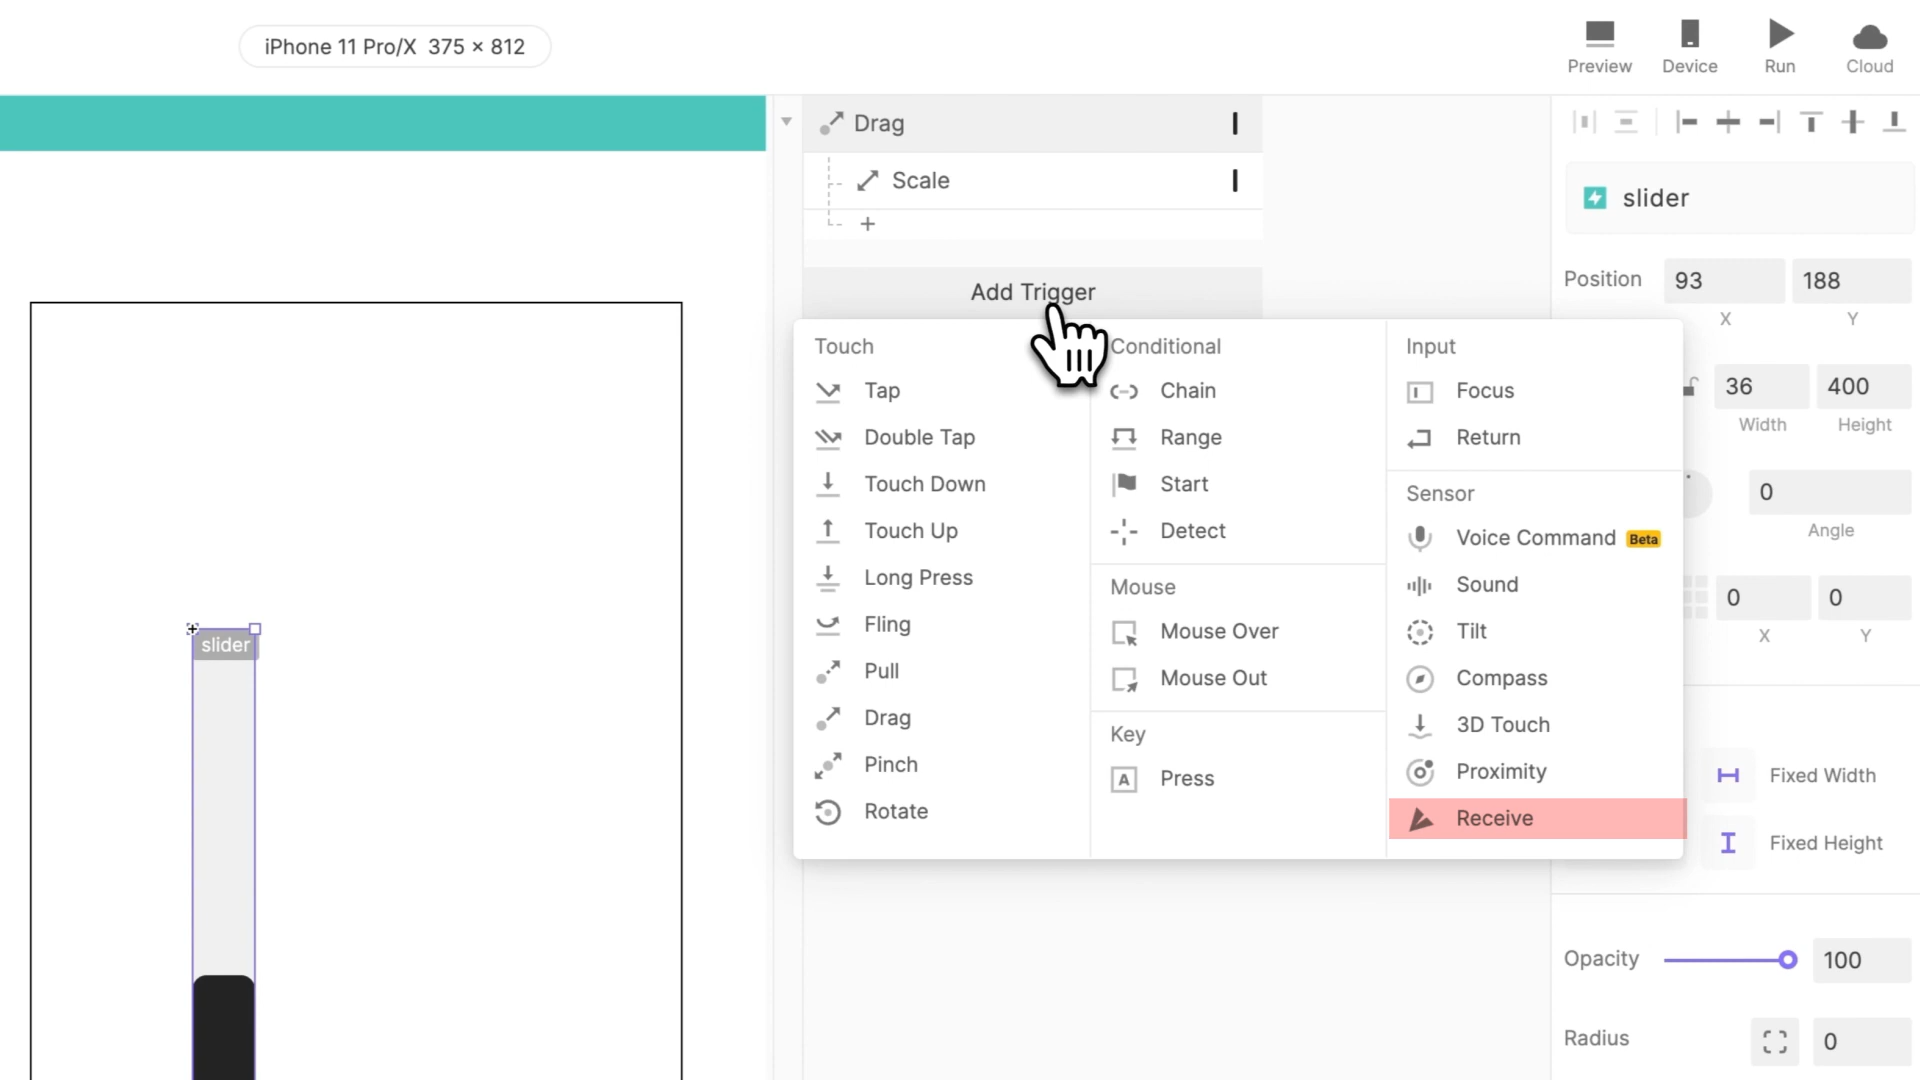 iPhone 11 Pro/X 375 × 812
Preview
Device
Run
Cloud
Drag
Scale
+
Add Trigger
Touch
Tap
Double Tap
Touch Down
Touch Up
Long Press
Fling
Pull
Drag
Pinch
Rotate
Conditional
Chain
Range
Start
Detect
Mouse
Mouse Over
Mouse Out
Key
A Press
Input
Focus
Return
Sensor
Voice Command Beta
Sound
Tilt
Compass
3D Touch
Proximity
Receive
slider
slider
Position 93 188
X Y
36 400
Width Height
0
Angle
0 0
X Y
Fixed Width
Fixed Height
Opacity 100
Radius 0